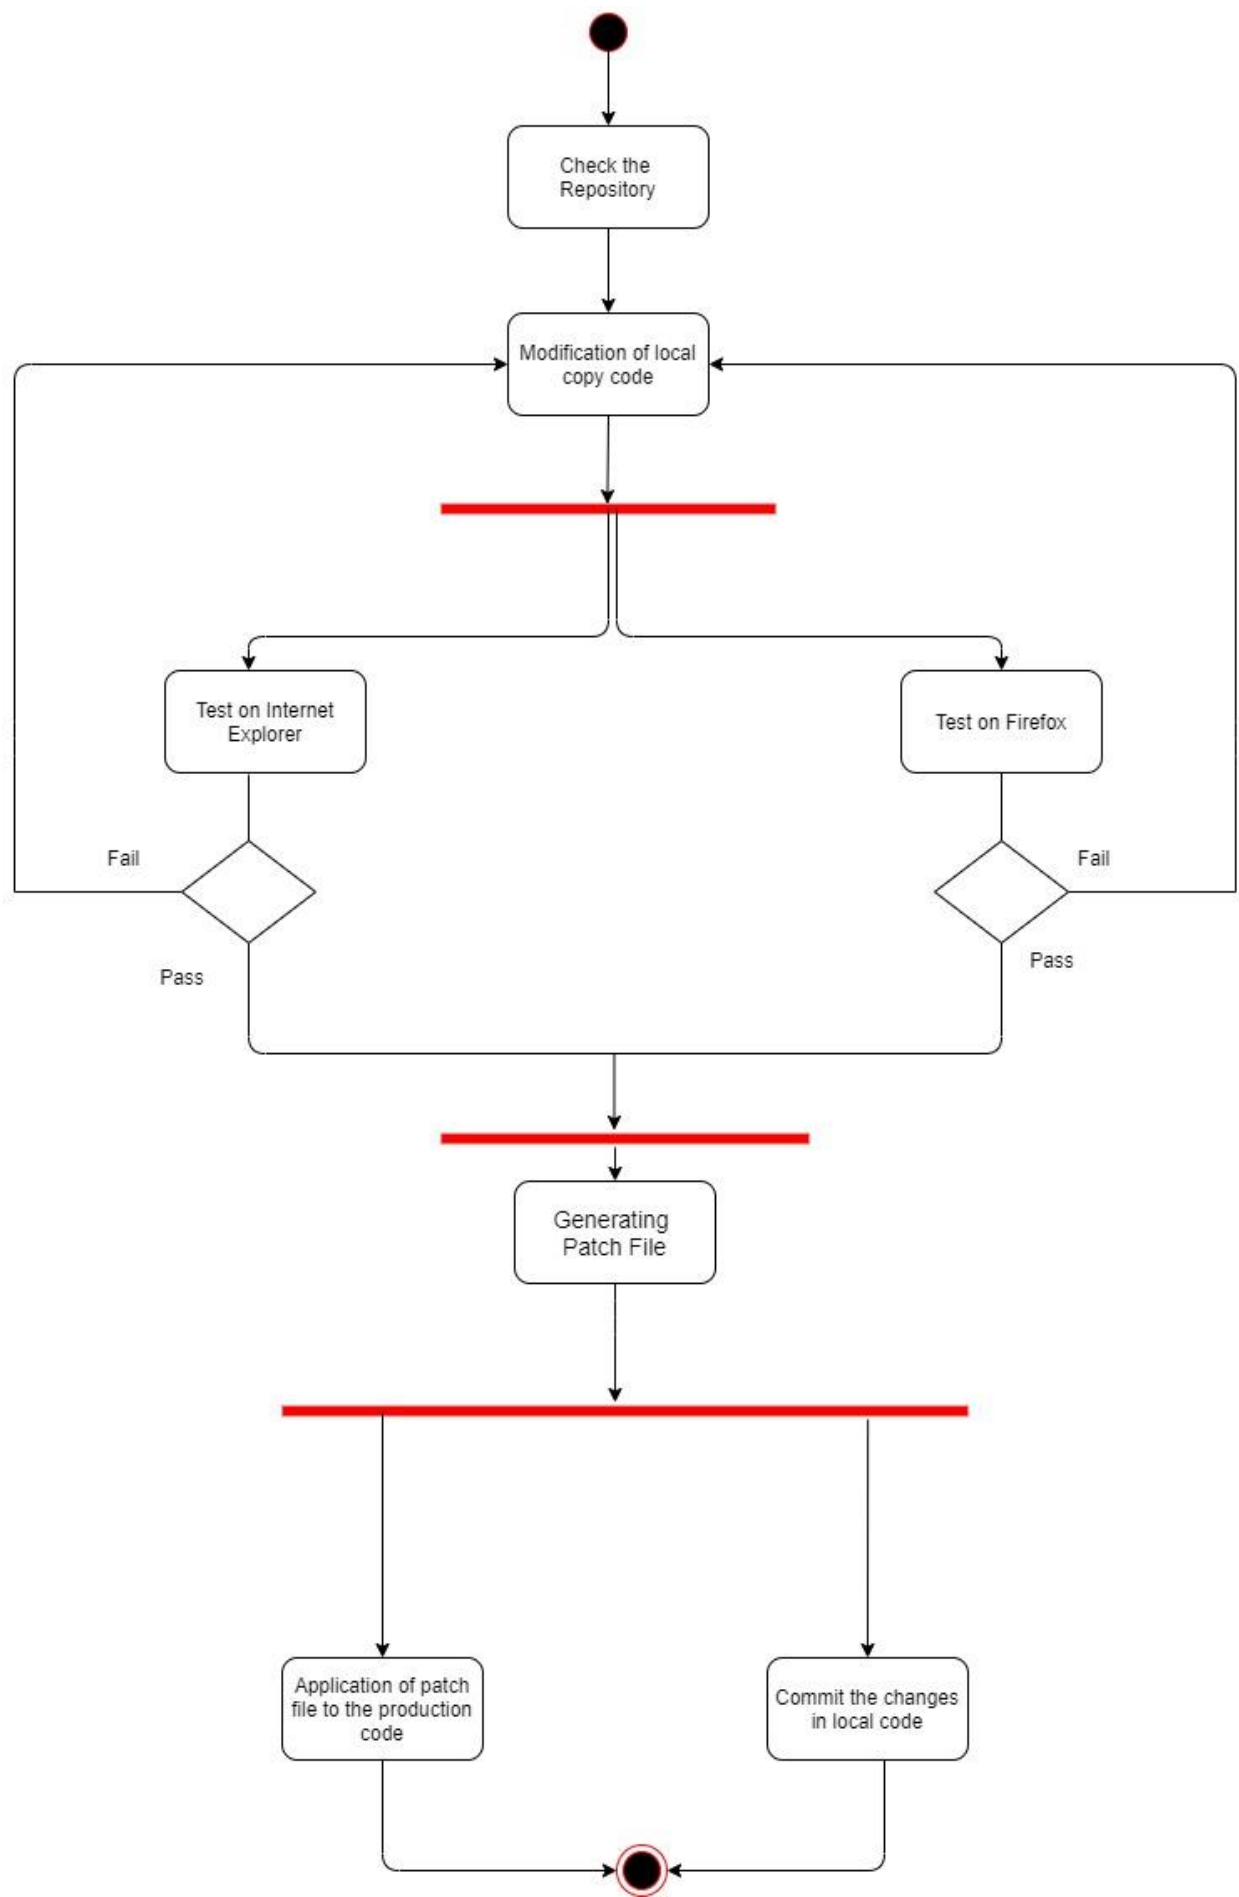 Check the
Repository
Modification of local
copy code
Test on Internet
Explorer
Test on Firefox
Fail
Fail
Pass
Pass
Generating
Patch File
Application of patch
file to the production
code
Commit the changes
in local code